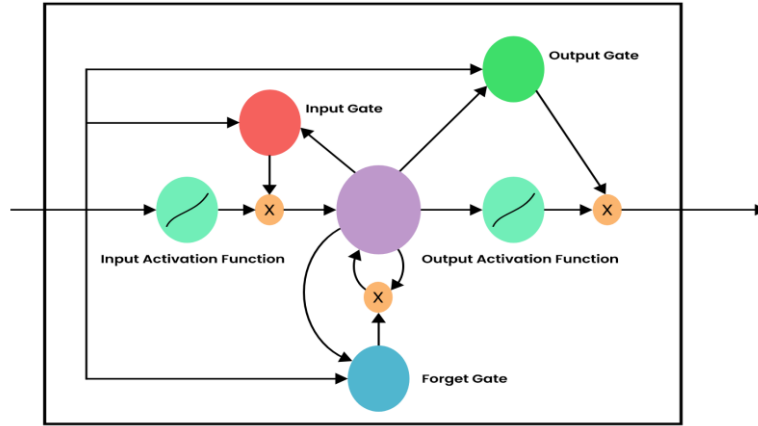 Output Gate
Input Gate
X
X
Input Activation Function
Output Activation Function
X
Forget Gate